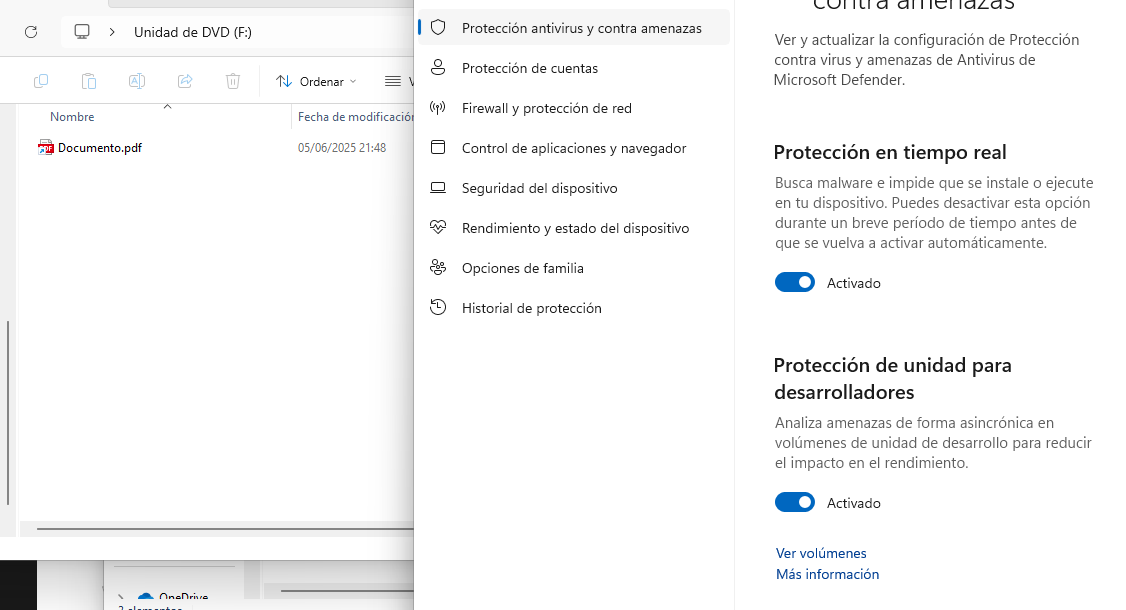 Unidad de DVD (F:)
Ordenar
Nombre
Fecha de modificación
Documento.pdf
05/06/2025 21:48
OneDrive
2 elementos
Protección antivirus y contra amenazas
Protección de cuentas
Firewall y protección de red
Control de aplicaciones y navegador
Seguridad del dispositivo
Rendimiento y estado del dispositivo
Opciones de familia
Historial de protección
contra amenazas
Ver y actualizar la configuración de Protección
contra virus y amenazas de Antivirus de
Microsoft Defender.
Protección en tiempo real
Busca malware e impide que se instale o ejecute
en tu dispositivo. Puedes desactivar esta opción
durante un breve período de tiempo antes de
que se vuelva a activar automáticamente.
Activado
Protección de unidad para
desarrolladores
Analiza amenazas de forma asincrónica en
volúmenes de unidad de desarrollo para reducir
el impacto en el rendimiento.
Activado
Ver volúmenes
Más información